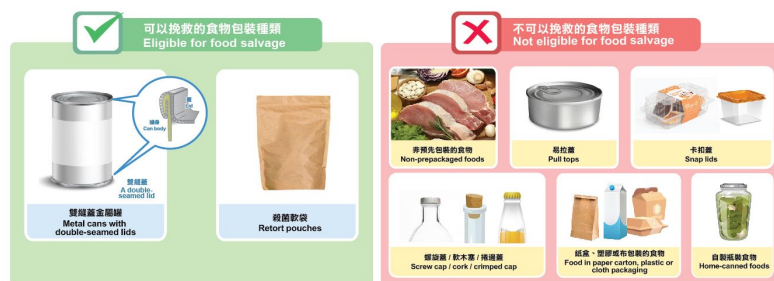 可以挽救的食物包裝種類
Eligible for food salvage
蓋
Lid
罐身
Can body
雙縫蓋
A double-
seamed lid
雙縫蓋金屬罐
Metal cans with
double-seamed lids
殺菌軟袋
Retort pouches
不可以挽救的食物包裝種類
Not eligible for food salvage
非預先包裝的食物
Non-prepackaged foods
易拉蓋
Pull tops
卡扣蓋
Snap lids
螺旋蓋 / 軟木塞 / 捲邊蓋
Screw cap / cork / crimped cap
紙盒、塑膠或布包裝的食物
Food in paper carton, plastic or
cloth packaging
自製瓶裝食物
Home-canned foods